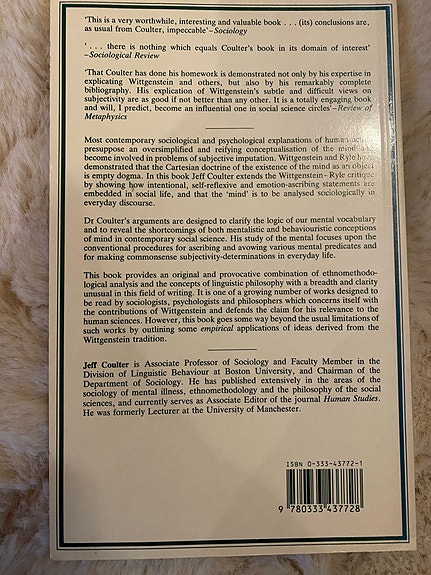 'This is a very worthwhile, interesting and valuable book . . . (its) conclusions are,
as usual from Coulter, impeccable'–Sociology
' . . . there is nothing which equals Coulter's book in its domain of interest'
–Sociological Review
'That Coulter has done his homework is demonstrated not only by his expertise in
explicating Wittgenstein and others, but also by his remarkably complete
bibliography. His explication of Wittgenstein's subtle and difficult views on
subjectivity are as good if not better than any other. It is a totally engaging book
and will, I predict, become an influential one in social science circles'–Review of
Metaphysics
Most contemporary sociological and psychological explanations of human action
presuppose an oversimplified and reifying conceptualisation of the mind and
become involved in problems of subjective imputation. Wittgenstein and Ryle have
demonstrated that the Cartesian doctrine of the existence of the mind as an object
is empty dogma. In this book Jeff Coulter extends the Wittgenstein–Ryle critique
by showing how intentional, self-reflexive and emotion-ascribing statements are
embedded in social life, and that the 'mind' is to be analysed sociologically in
everyday discourse.
Dr Coulter's arguments are designed to clarify the logic of our mental vocabulary
and to reveal the shortcomings of both mentalistic and behaviouristic conceptions
of mind in contemporary social science. His study of the mental focuses upon the
conventional procedures for ascribing and avowing various mental predicates and
for making commonsense subjectivity-determinations in everyday life.
This book provides an original and provocative combination of ethnomethodo-
logical analysis and the concepts of linguistic philosophy with a breadth and clarity
unusual in this field of writing. It is one of a growing number of works designed to
be read by sociologists, psychologists and philosophers which concerns itself with
the contributions of Wittgenstein and defends the claim for his relevance to the
human sciences. However, this book goes some way beyond the usual limitations of
such works by outlining some empirical applications of ideas derived from the
Wittgenstein tradition.
Jeff Coulter is Associate Professor of Sociology and Faculty Member in the
Division of Linguistic Behaviour at Boston University, and Chairman of the
Department of Sociology. He has published extensively in the areas of the
sociology of mental illness, ethnomethodology and the philosophy of the social
sciences, and currently serves as Associate Editor of the journal Human Studies.
He was formerly Lecturer at the University of Manchester.
ISBN 0-333-43772-1
9 780333 437728